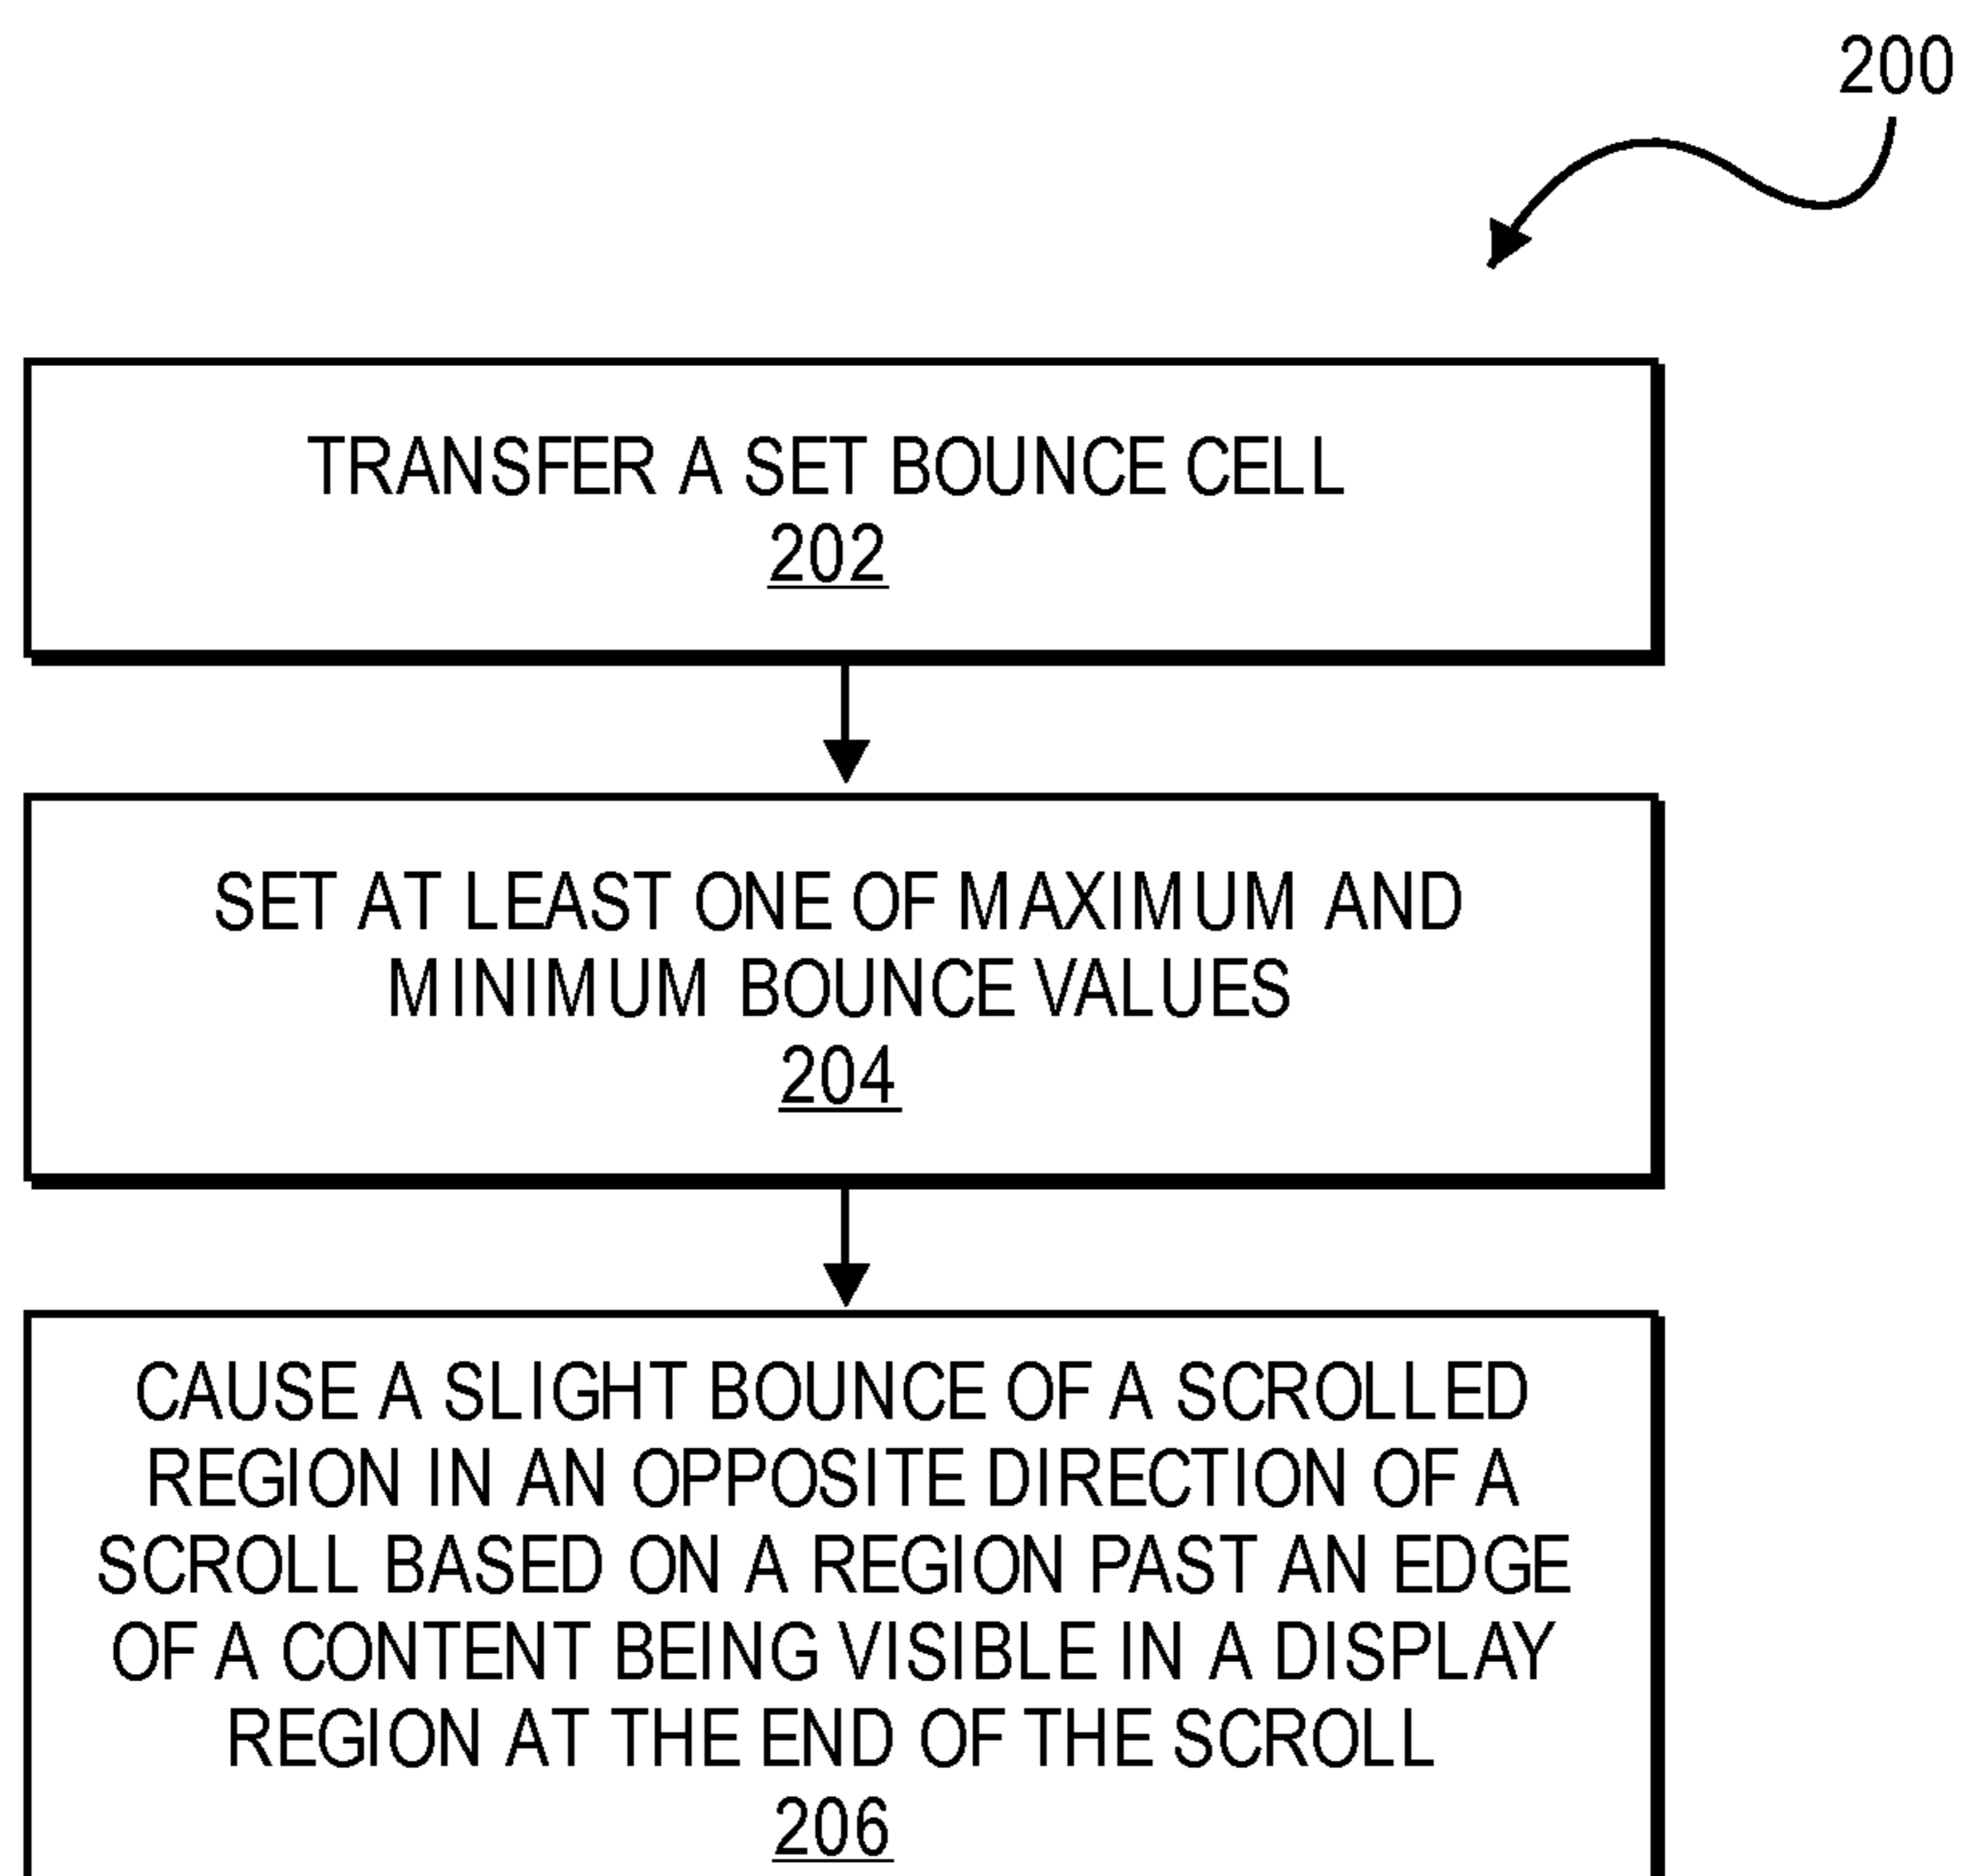 200
TRANSFER A SET BOUNCE CELL
202
SET AT LEAST ONE OF MAXIMUM AND
MINIMUM BOUNCE VALUES
204
CAUSE A SLIGHT BOUNCE OF A SCROLLED
REGION IN AN OPPOSITE DIRECTION OF A
SCROLL BASED ON A REGION PAST AN EDGE
OF A CONTENT BEING VISIBLE IN A DISPLAY
REGION AT THE END OF THE SCROLL
206